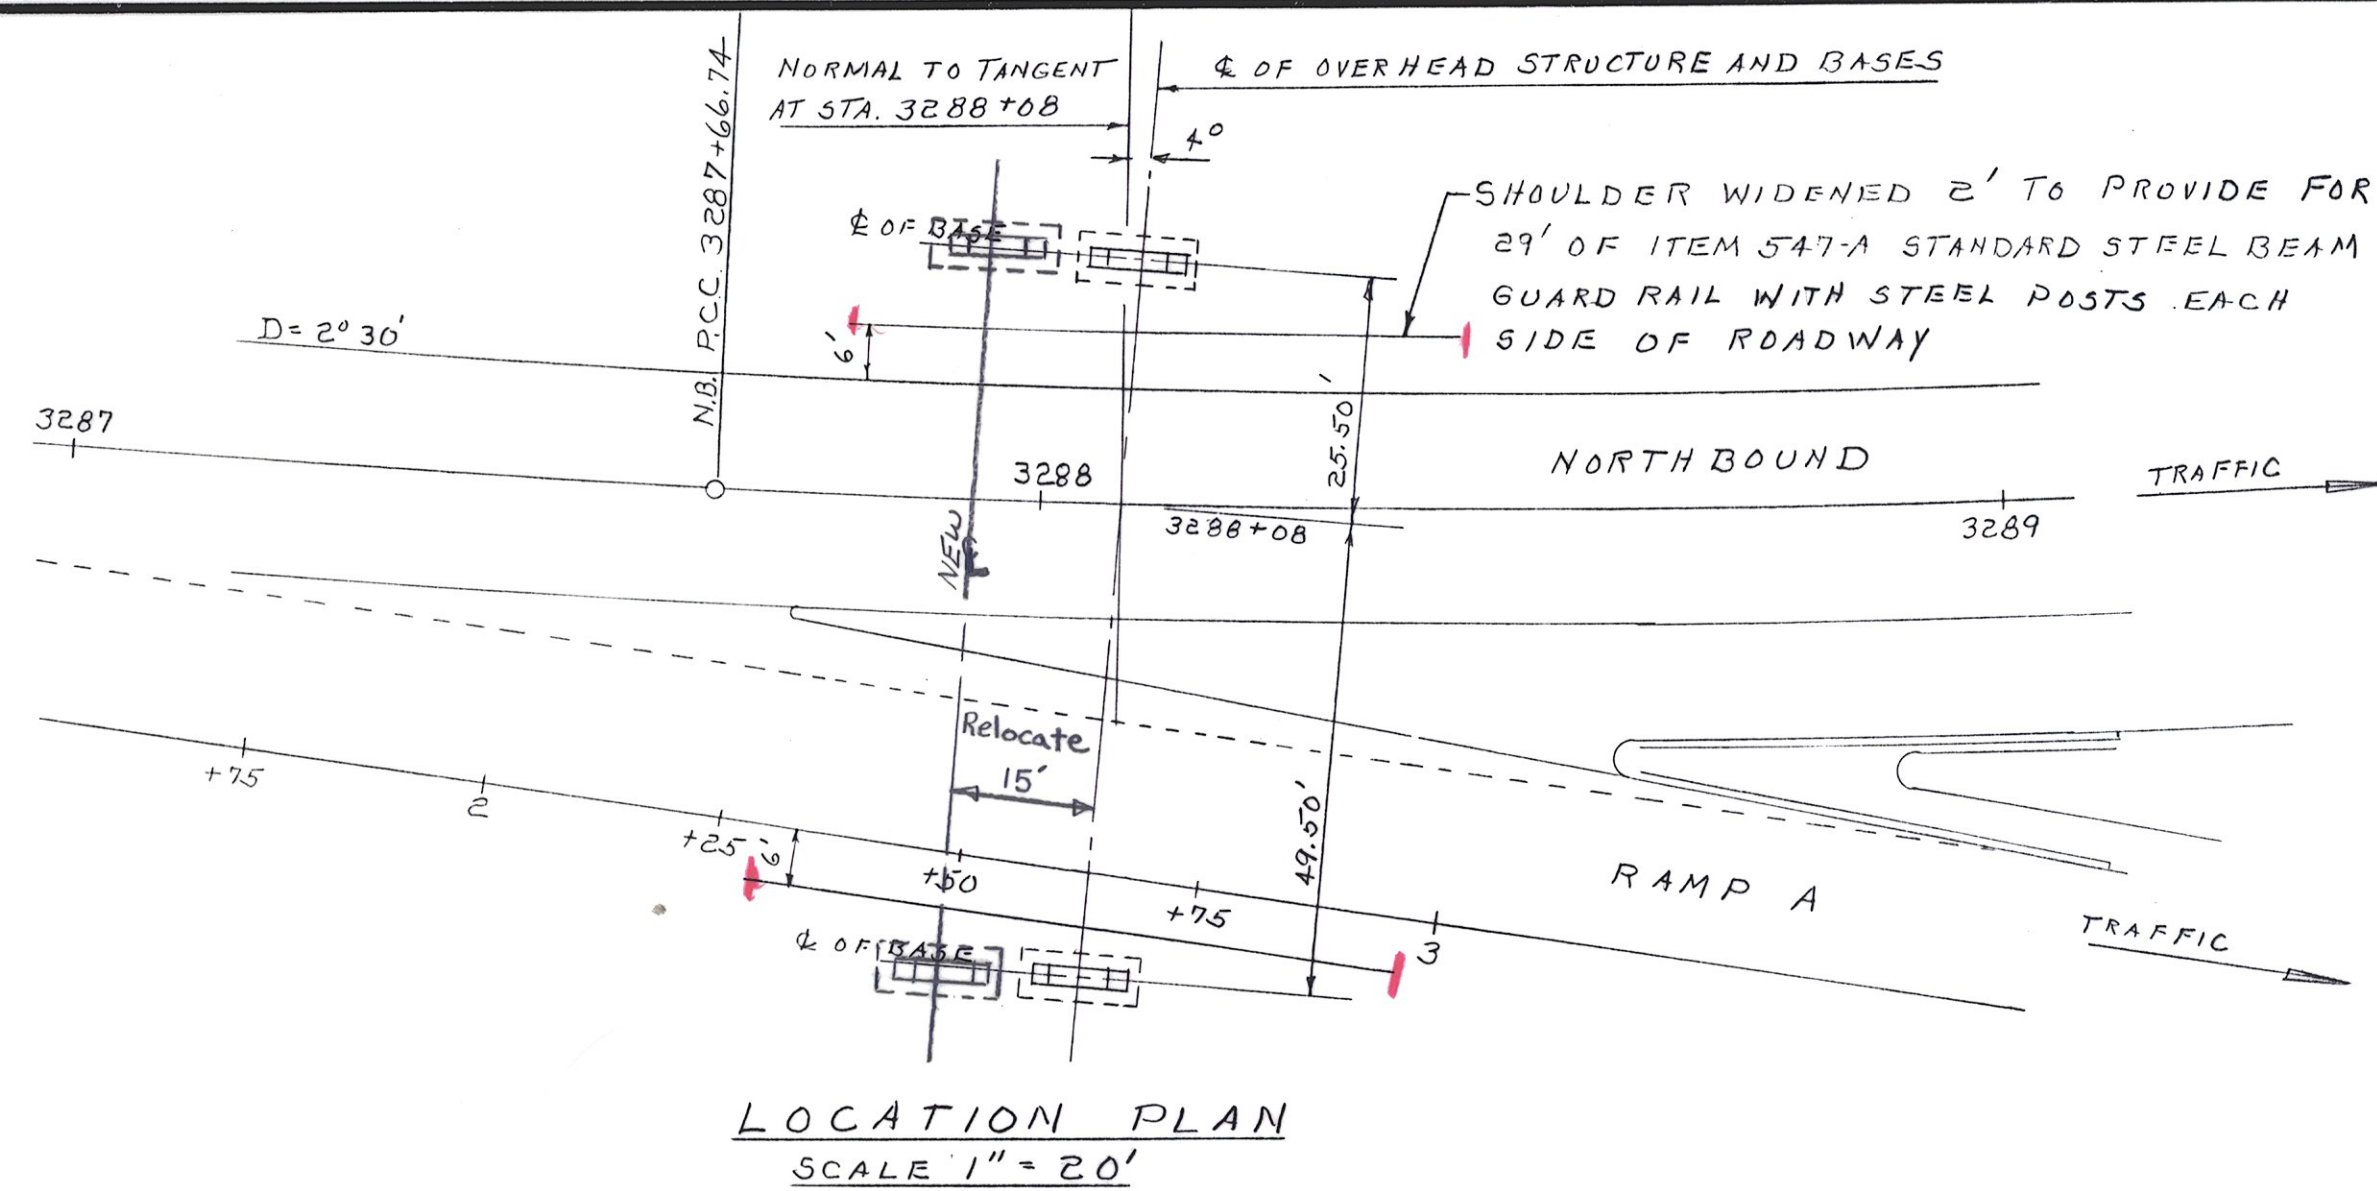 NORMAL TO TANGENT
AT STA. 3288+08
℄ OF OVERHEAD STRUCTURE AND BASES
4°
N.B. P.C.C. 3287+66.74
SHOULDER WIDENED 2' TO PROVIDE FOR
29' OF ITEM 547-A STANDARD STEEL BEAM
GUARD RAIL WITH STEEL POSTS EACH
SIDE OF ROADWAY
℄ OF BASE
D= 2° 30'
6'
25.50'
3287
3288
NORTH BOUND
TRAFFIC
3288+08
3289
NEW
Relocate
15'
+75
2
+25
6'
+50
+75
3
49.50'
RAMP A
TRAFFIC
℄ OF BASE
LOCATION PLAN
SCALE 1" = 20'